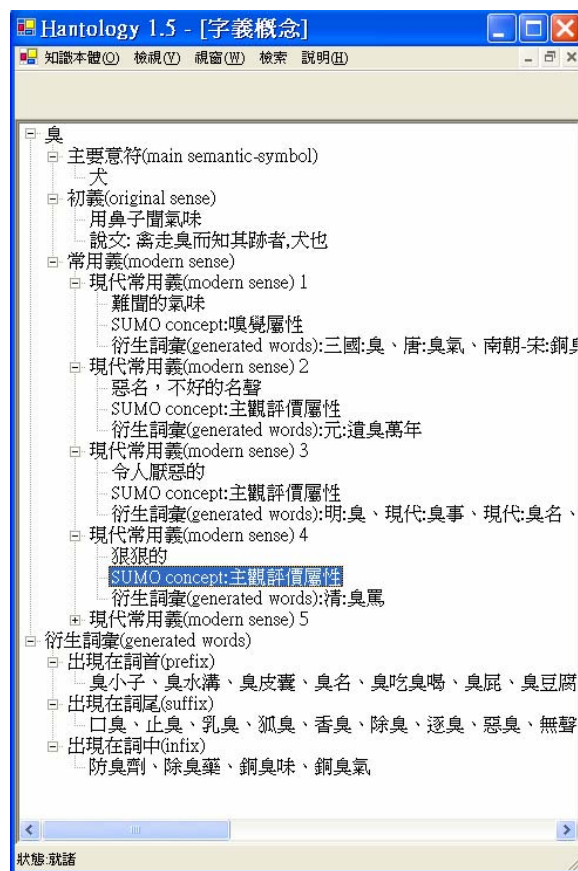 Hantology 1.5 - [字義概念]
知識本體(O) 檢視(V) 視窗(W) 檢索 說明(H)
臭
主要意符(main semantic-symbol)
犬
初義(original sense)
用鼻子聞氣味
說文: 禽走臭而知其跡者,犬也
常用義(modern sense)
現代常用義(modern sense) 1
難聞的氣味
SUMO concept:嗅覺屬性
衍生詞彙(generated words):三國:臭、唐:臭氣、南朝-宋:銅臭
現代常用義(modern sense) 2
惡名，不好的名聲
SUMO concept:主觀評價屬性
衍生詞彙(generated words):元:遺臭萬年
現代常用義(modern sense) 3
令人厭惡的
SUMO concept:主觀評價屬性
衍生詞彙(generated words):明:臭、現代:臭事、現代:臭名、
現代常用義(modern sense) 4
狠狠的
SUMO concept:主觀評價屬性
衍生詞彙(generated words):清:臭罵
現代常用義(modern sense) 5
衍生詞彙(generated words)
出現在詞首(prefix)
臭小子、臭水溝、臭皮囊、臭名、臭吃臭喝、臭屁、臭豆腐
出現在詞尾(suffix)
口臭、止臭、乳臭、狐臭、香臭、除臭、逐臭、惡臭、無聲
出現在詞中(infix)
防臭劑、除臭藥、銅臭味、銅臭氣
狀態:就諸